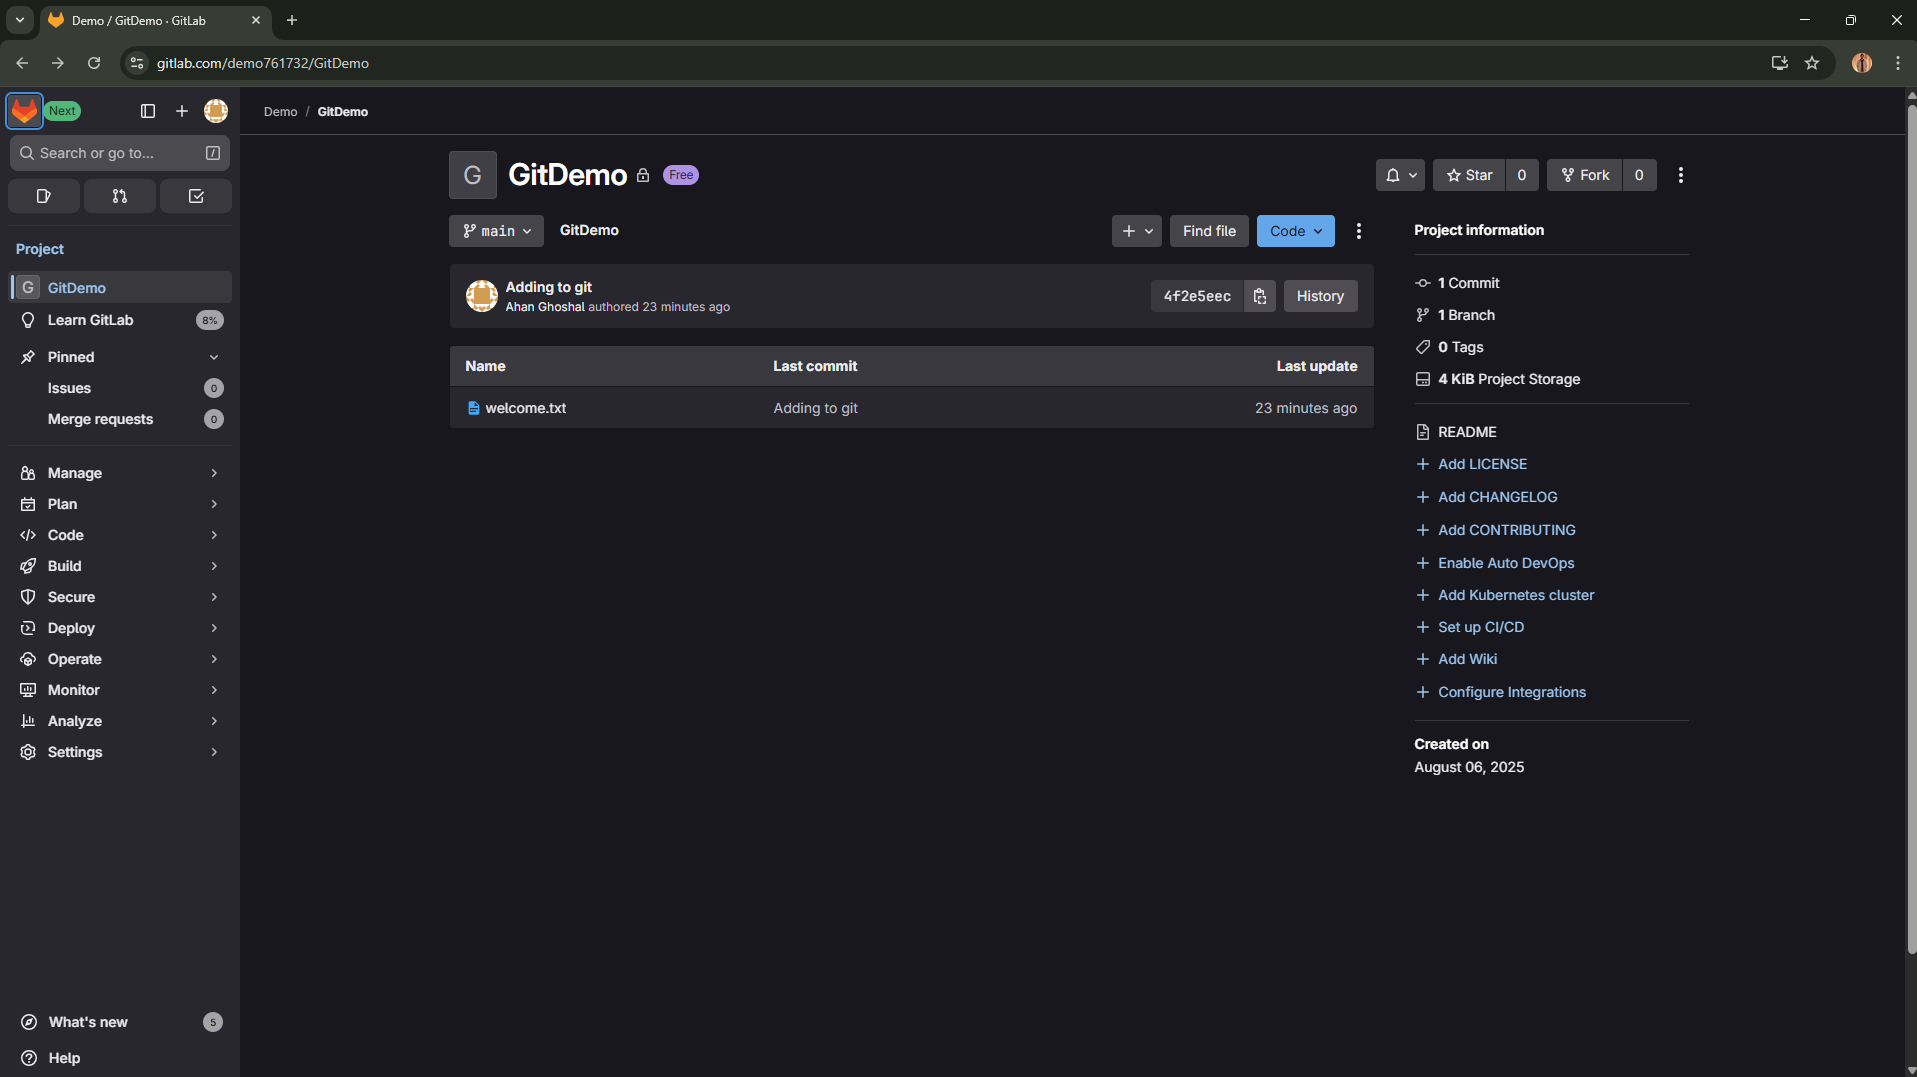 Demo / GitDemo · GitLab
gitlab.com/demo761732/GitDemo
Next
Search or go to...
/
Project
G GitDemo
Learn GitLab 8%
Pinned
Issues 0
Merge requests 0
Manage
Plan
Code
Build
Secure
Deploy
Operate
Monitor
Analyze
Settings
What's new 5
Help
Demo / GitDemo
G GitDemo Free
Star 0
Fork 0
main GitDemo
Find file
Code
Adding to git
Ahan Ghoshal authored 23 minutes ago
4f2e5eec
History
Name Last commit Last update
welcome.txt Adding to git 23 minutes ago
Project information
1 Commit
1 Branch
0 Tags
4 KiB Project Storage
README
Add LICENSE
Add CHANGELOG
Add CONTRIBUTING
Enable Auto DevOps
Add Kubernetes cluster
Set up CI/CD
Add Wiki
Configure Integrations
Created on
August 06, 2025